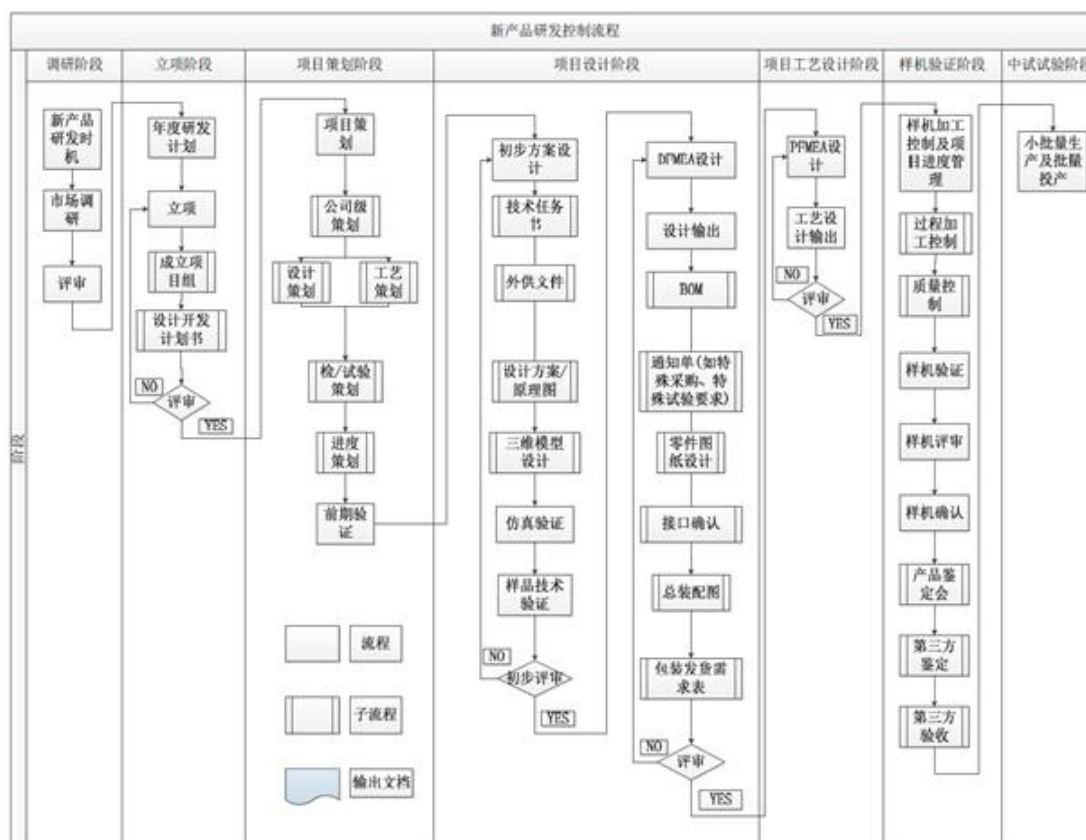 新产品研发控制流程
阶段
调研阶段
立项阶段
项目策划阶段
项目设计阶段
项目工艺设计阶段
样机验证阶段
中试试验阶段
新产品
研发时
机
市场调
研
评审
年度研发
计划
立项
成立项
目组
设计开发
计划书
NO
评审
YES
项目策
划
公司级
策划
设计
策划
工艺
策划
检/试验
策划
进度
策划
前期验
证
流程
子流程
输出文档
初步方案设
计
技术任务
书
外供文件
设计方案/
原理图
三维模型
设计
仿真验证
样品技术
验证
NO
初步评审
YES
DFMEA设计
设计输出
BOM
通知单(如特
殊采购、特
殊试验要求)
零件图
纸设计
接口确认
总装配图
包装发货需
求表
NO
评审
YES
PFMEA设
计
工艺设
计输出
NO
评审
YES
样机加工
控制及项
目进度管
理
过程加
工控制
质量控
制
样机验证
样机评审
样机确认
产品鉴
定会
第三方
鉴定
第三方
验收
小批量生
产及批量
投产